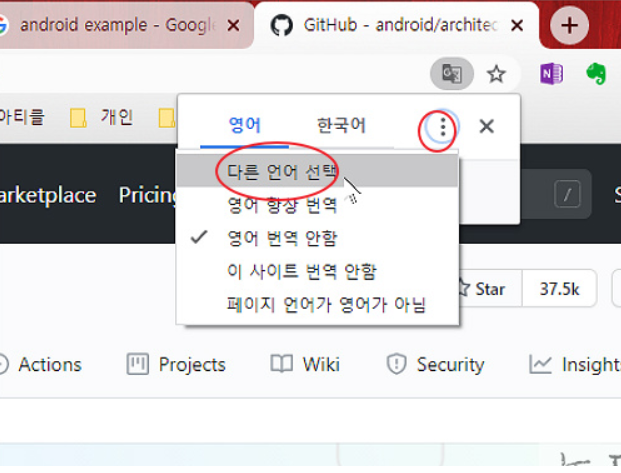 android example - Google
GitHub - android/architec
아티클
개인
영어
한국어
다른 언어 선택
영어 항상 번역
영어 번역 안함
이 사이트 번역 안함
페이지 언어가 영어가 아님
arketplace
Pricing
/
S
Star
37.5k
Actions
Projects
Wiki
Security
Insights